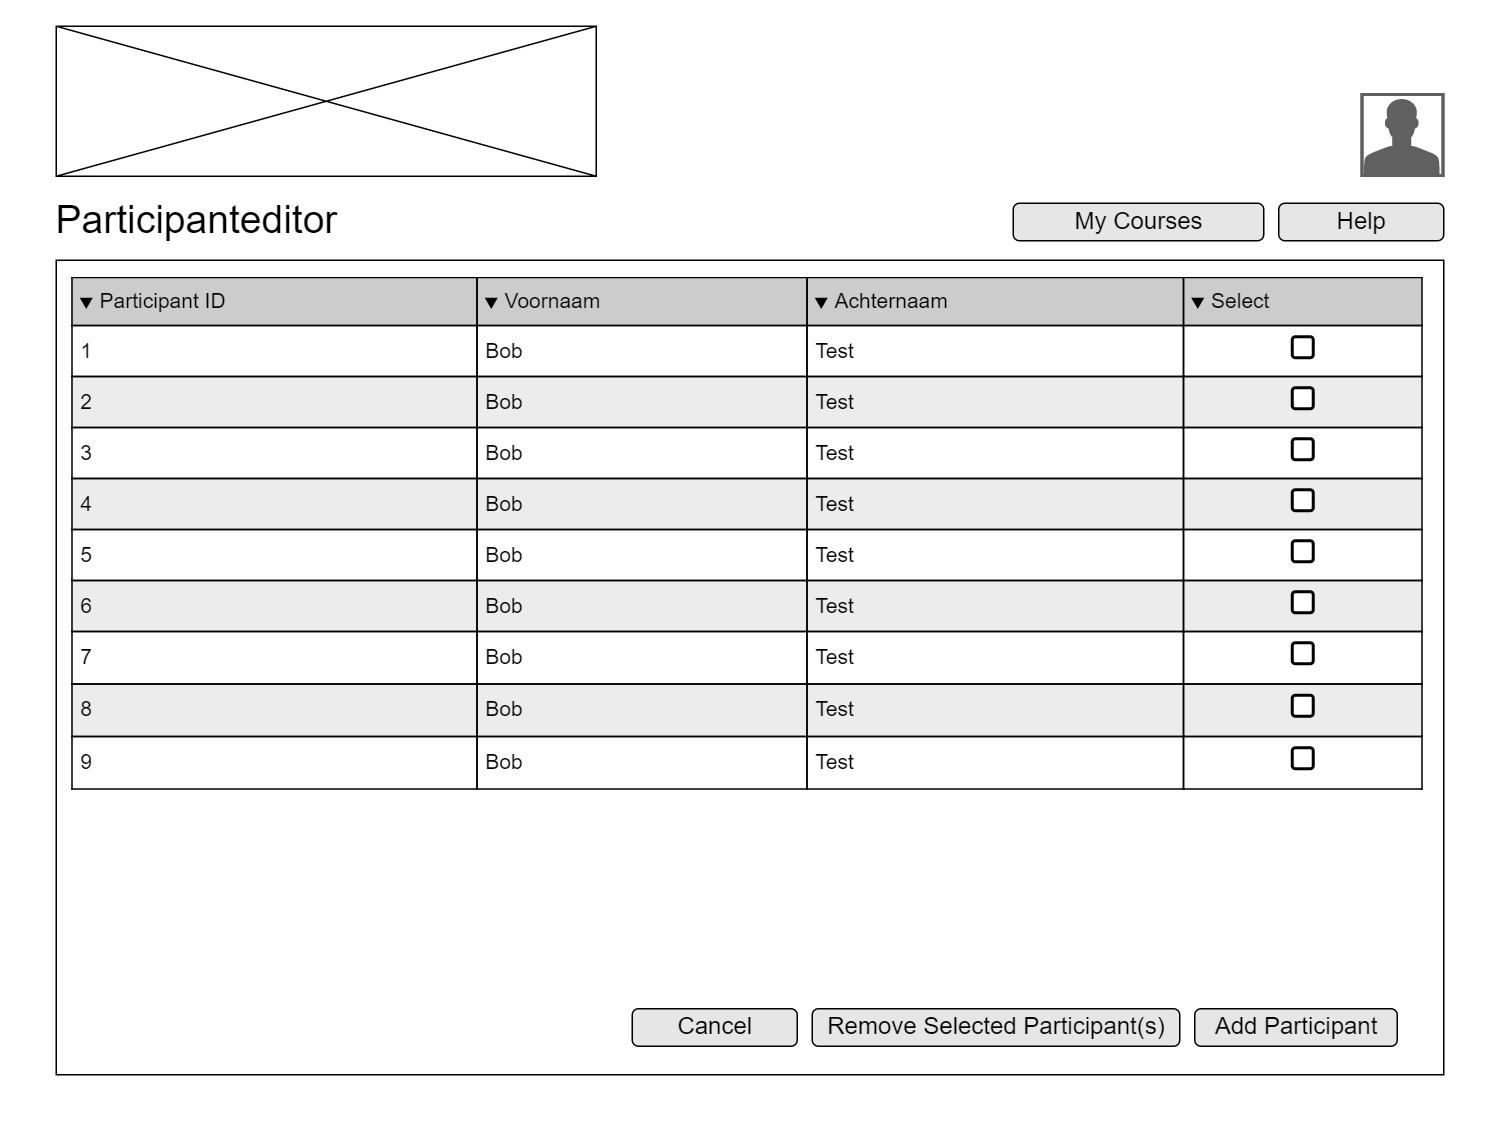 Participanteditor
My Courses Help
Participant ID Voornaam Achternaam Select
1 Bob Test
2 Bob Test
3 Bob Test
4 Bob Test
5 Bob Test
6 Bob Test
7 Bob Test
8 Bob Test
9 Bob Test
Cancel Remove Selected Participant(s) Add Participant